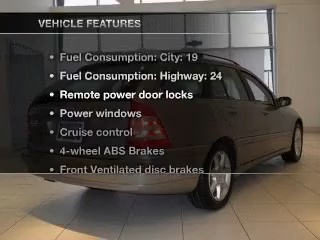 VEHICLE FEATURES
• Fuel Consumption: City: 19
• Fuel Consumption: Highway: 24
• Remote power door locks
• Power windows
• Cruise control
• 4-wheel ABS Brakes
• Front Ventilated disc brakes